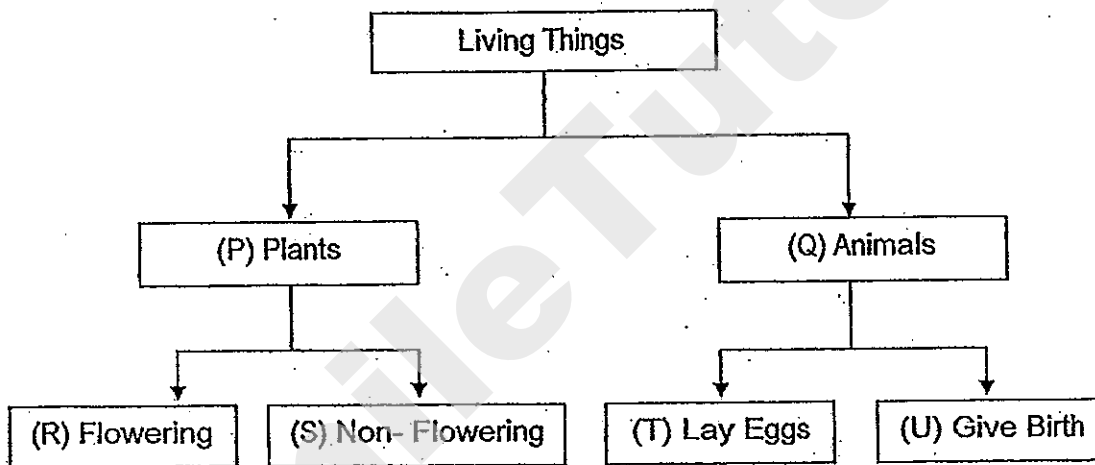 Living Things
(P) Plants
(Q) Animals
(R) Flowering
(S) Non- Flowering
(T) Lay Eggs
(U) Give Birth